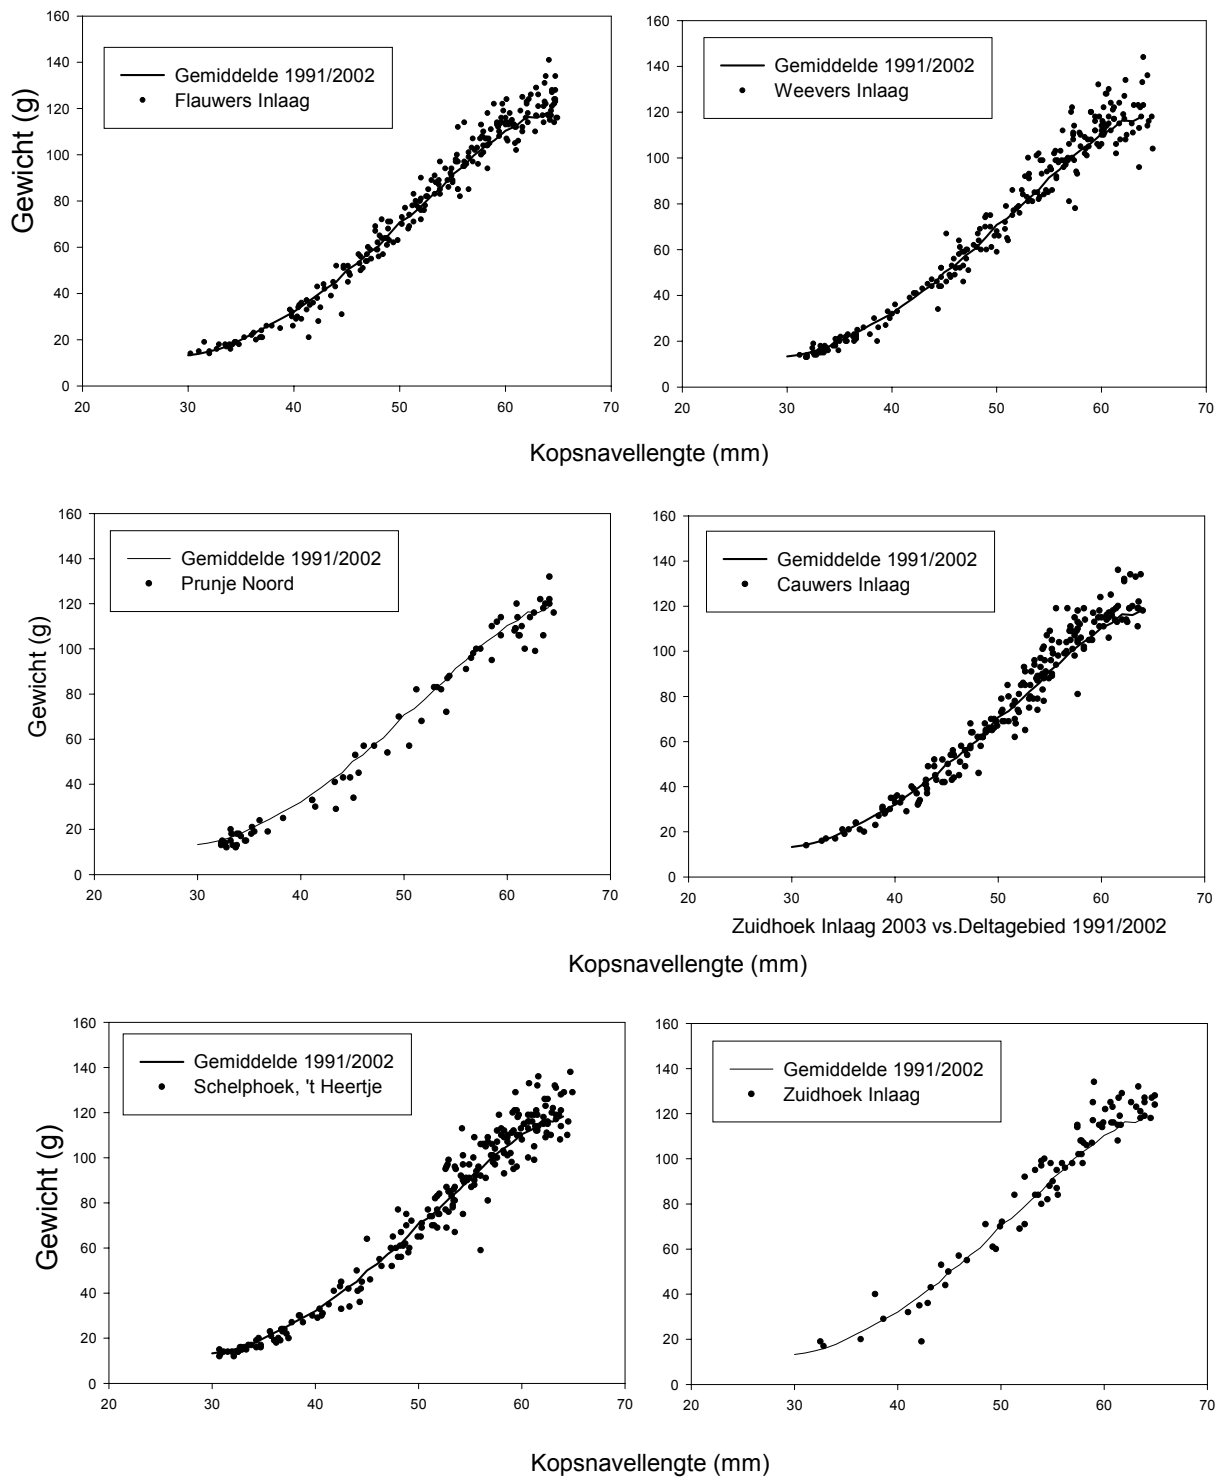 160
140
120
100
80
60
40
20
0
20 30 40 50 60 70
Gewicht (g)
Gemiddelde 1991/2002
Flauwers Inlaag
160
140
120
100
80
60
40
20
0
20 30 40 50 60 70
Gemiddelde 1991/2002
Weevers Inlaag
Kopsnavellengte (mm)
160
140
120
100
80
60
40
20
0
20 30 40 50 60 70
Gewicht (g)
Gemiddelde 1991/2002
Prunje Noord
160
140
120
100
80
60
40
20
0
20 30 40 50 60 70
Gemiddelde 1991/2002
Cauwers Inlaag
Zuidhoek Inlaag 2003 vs.Deltagebied 1991/2002
Kopsnavellengte (mm)
160
140
120
100
80
60
40
20
0
20 30 40 50 60 70
Gewicht (g)
Gemiddelde 1991/2002
Schelphoek, 't Heertje
160
140
120
100
80
60
40
20
0
20 30 40 50 60 70
Gemiddelde 1991/2002
Zuidhoek Inlaag
Kopsnavellengte (mm)